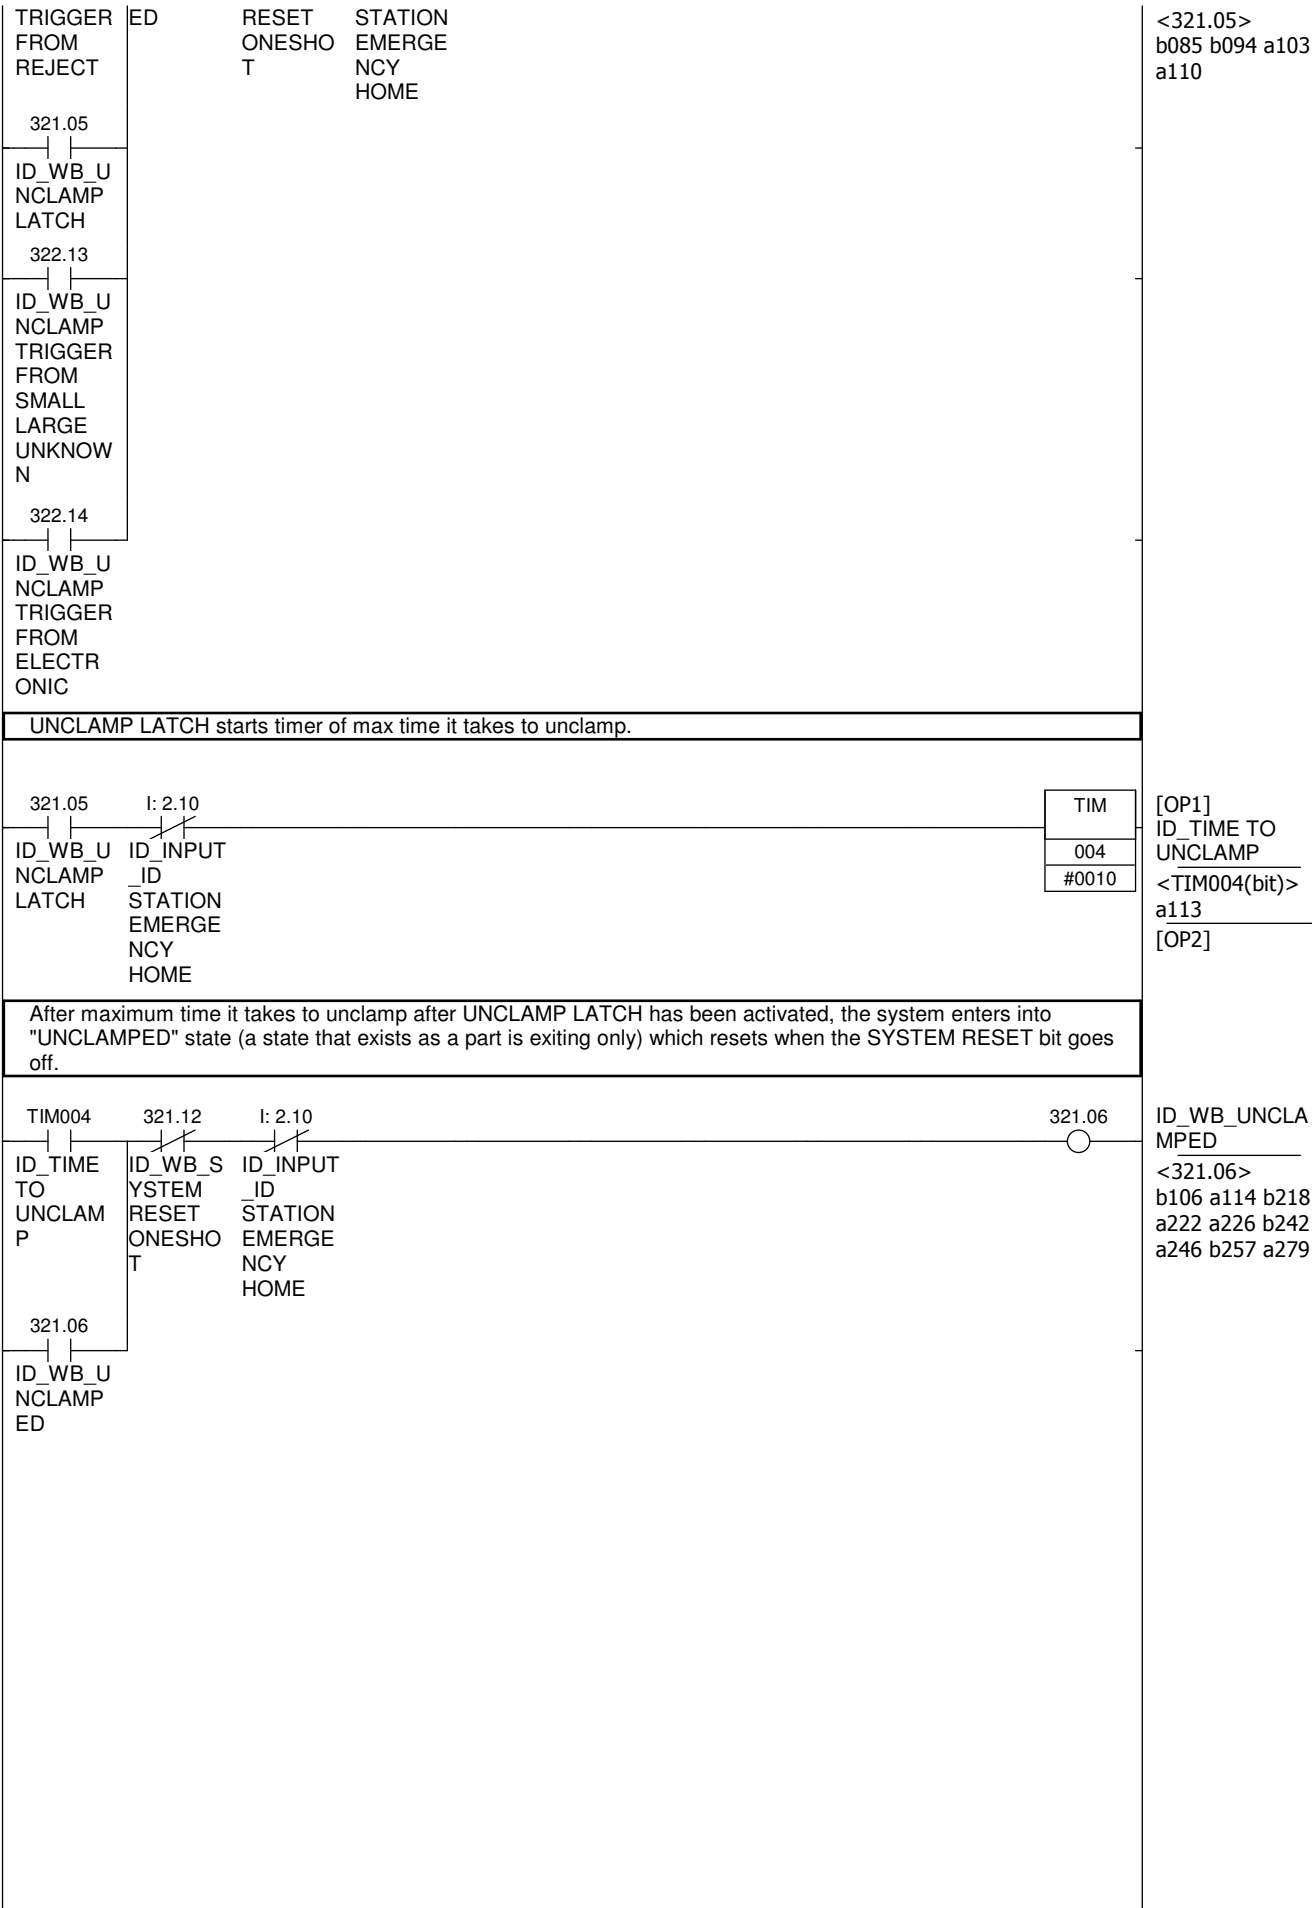 TRIGGER ED RESET STATION <321.05>
FROM ONESHO EMERGE b085 b094 a103
REJECT T NCY a110
HOME
321.05
ID_WB_U
NCLAMP
LATCH
322.13
ID_WB_U
NCLAMP
TRIGGER
FROM
SMALL
LARGE
UNKNOW
N
322.14
ID_WB_U
NCLAMP
TRIGGER
FROM
ELECTR
ONIC
UNCLAMP LATCH starts timer of max time it takes to unclamp.
321.05 I: 2.10 TIM [OP1]
ID_TIME TO
ID_WB_U ID_INPUT 004 UNCLAMP
NCLAMP _ID #0010 <TIM004(bit)>
LATCH STATION a113
EMERGE [OP2]
NCY
HOME
After maximum time it takes to unclamp after UNCLAMP LATCH has been activated, the system enters into
"UNCLAMPED" state (a state that exists as a part is exiting only) which resets when the SYSTEM RESET bit goes
off.
TIM004 321.12 I: 2.10 321.06 ID_WB_UNCLA
MPED
ID_TIME ID_WB_S ID_INPUT <321.06>
TO YSTEM _ID b106 a114 b218
UNCLAM RESET STATION a222 a226 b242
P ONESHO EMERGE a246 b257 a279
T NCY
HOME
321.06
ID_WB_U
NCLAMP
ED